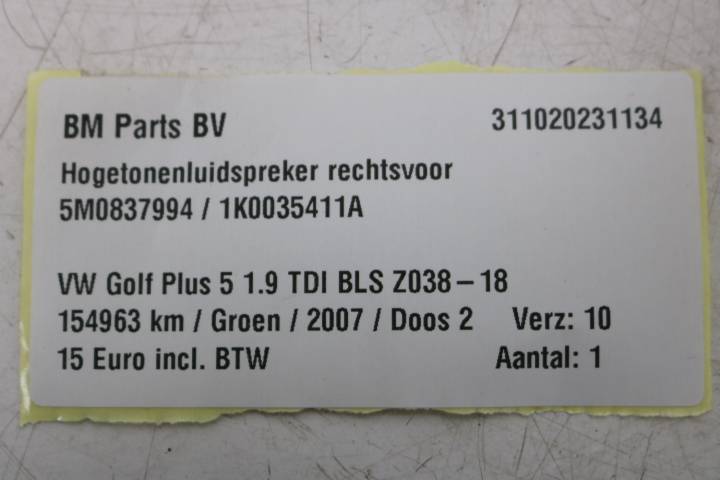 BM Parts BV 311020231134
Hogetonenluidspreker rechtsvoor
5M0837994 / 1K0035411A
VW Golf Plus 5 1.9 TDI BLS Z038-18
154963 km / Groen / 2007 / Doos 2 Verz: 10
15 Euro incl. BTW Aantal: 1